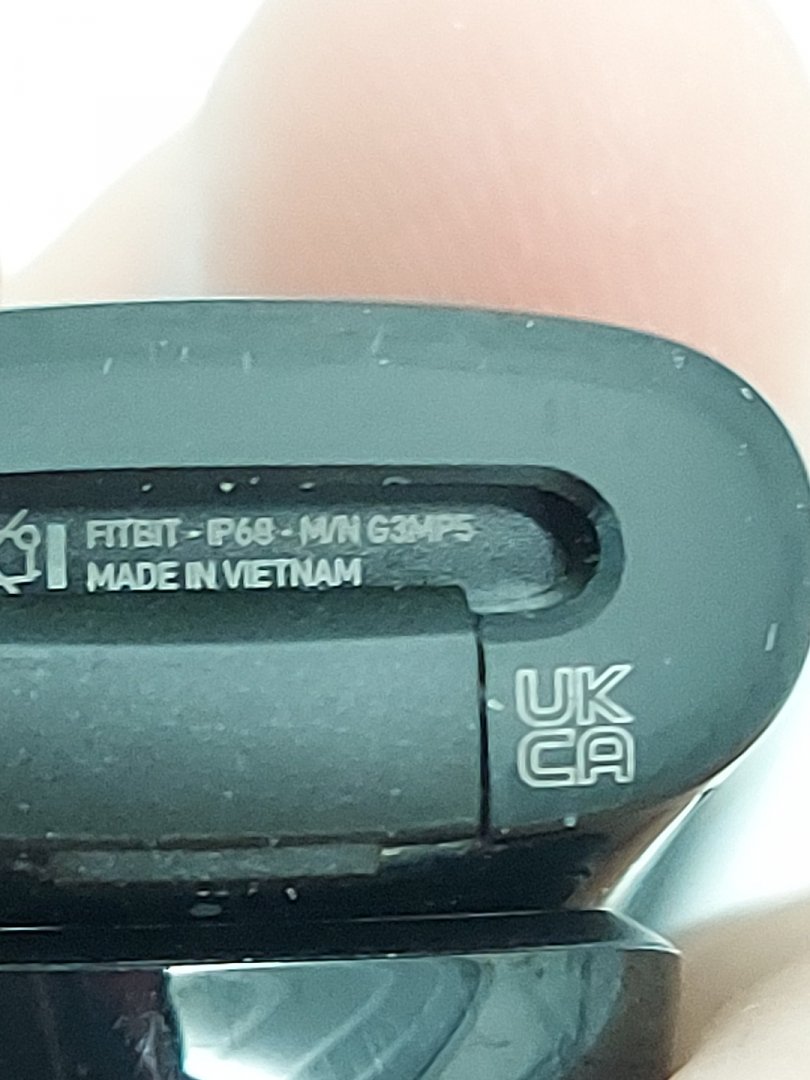 FITBIT - IP68 - M/N G3MP5
MADE IN VIETNAM
UK
CA